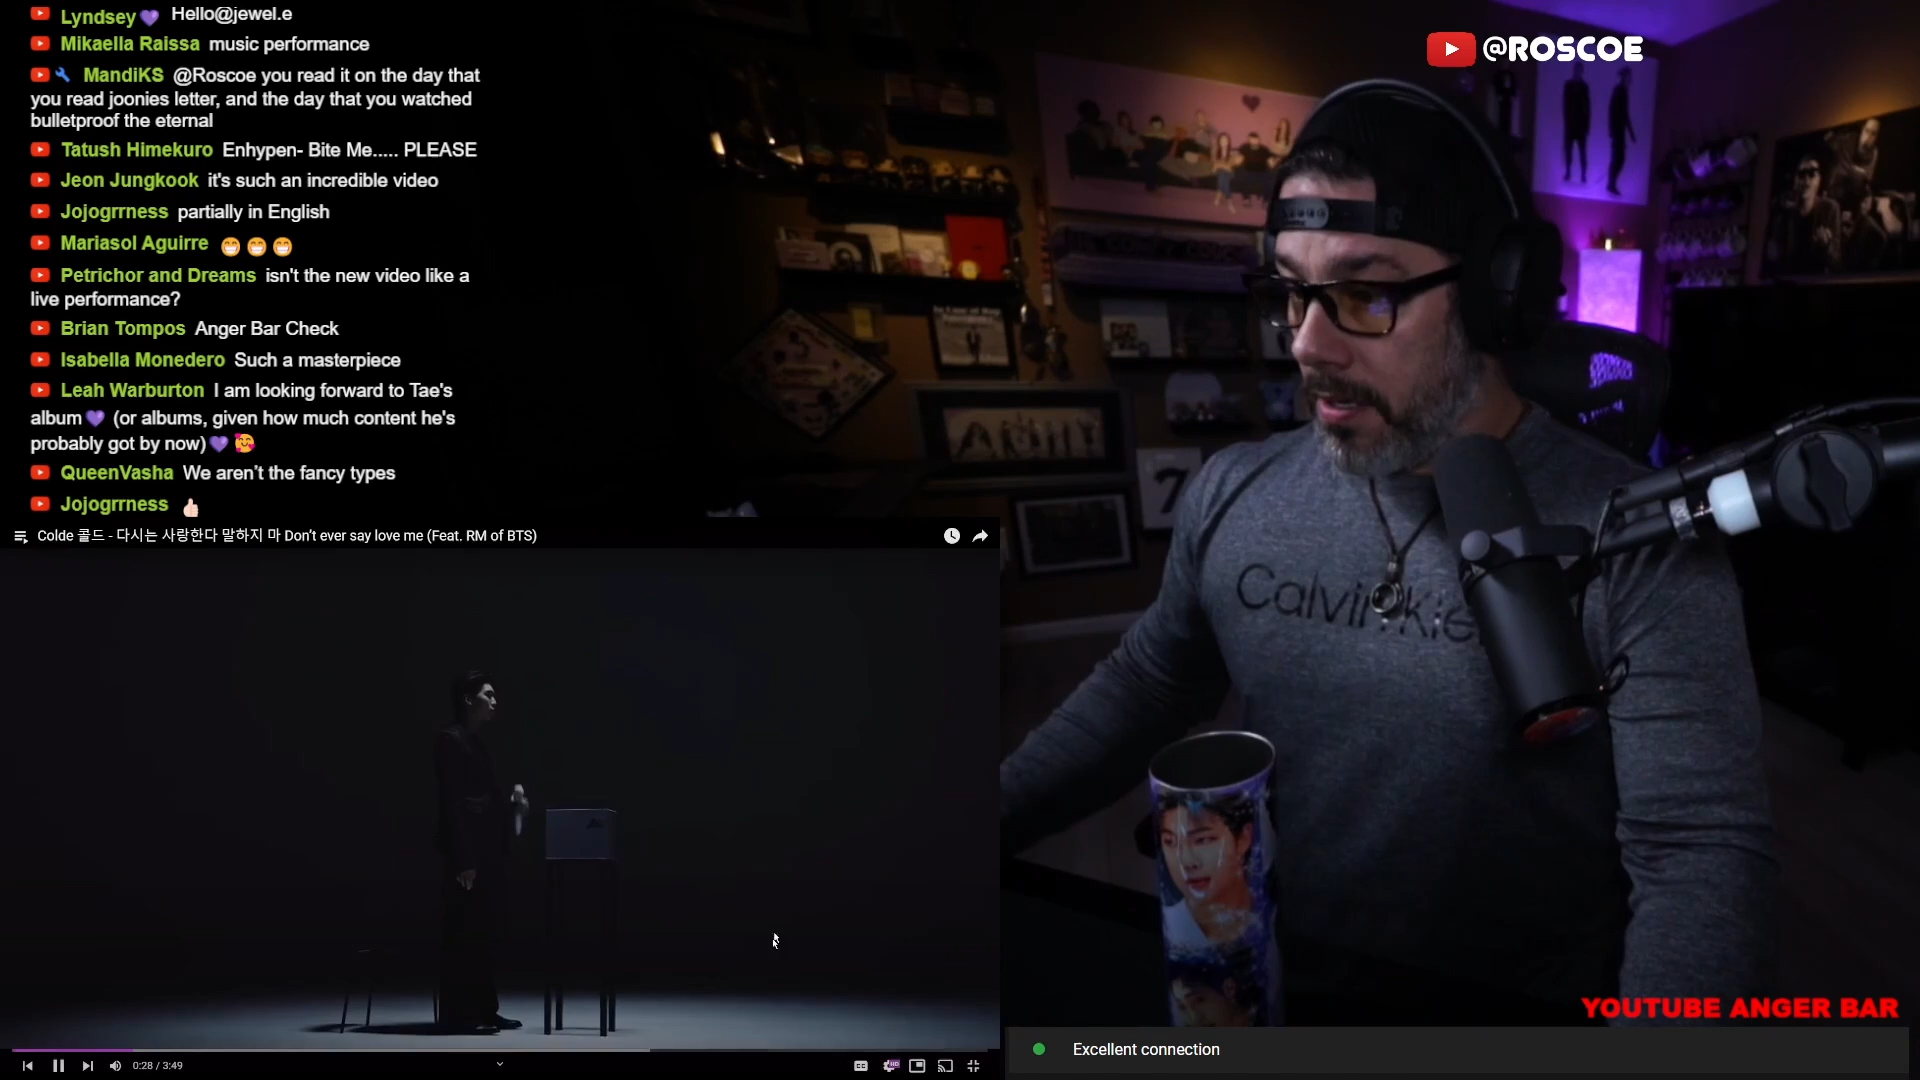 Lyndsey💜 Hello@jewel.e
@ROSCOE
Mikaella Raissa music performance
MandiKS @Roscoe you read it on the day that
you read joonies letter, and the day that you watched
bulletproof the eternal
Tatush Himekuro Enhypen- Bite Me..... PLEASE
Jeon Jungkook it's such an incredible video
Jojogrrness partially in English
Mariasol Aguirre 😁😁😁
Petrichor and Dreams isn't the new video like a
live performance?
Brian Tompos Anger Bar Check
Isabella Monedero Such a masterpiece
Leah Warburton I am looking forward to Tae's
album💜 (or albums, given how much content he's
probably got by now)💜🥰
QueenVasha We aren't the fancy types
Jojogrrness 👍🏻
Colde 콜드 - 다시는 사랑한다 말하지 마 Don't ever say love me (Feat. RM of BTS)
7
YOUTUBE ANGER BAR
Excellent connection
0:28 / 3:49
CC
HD